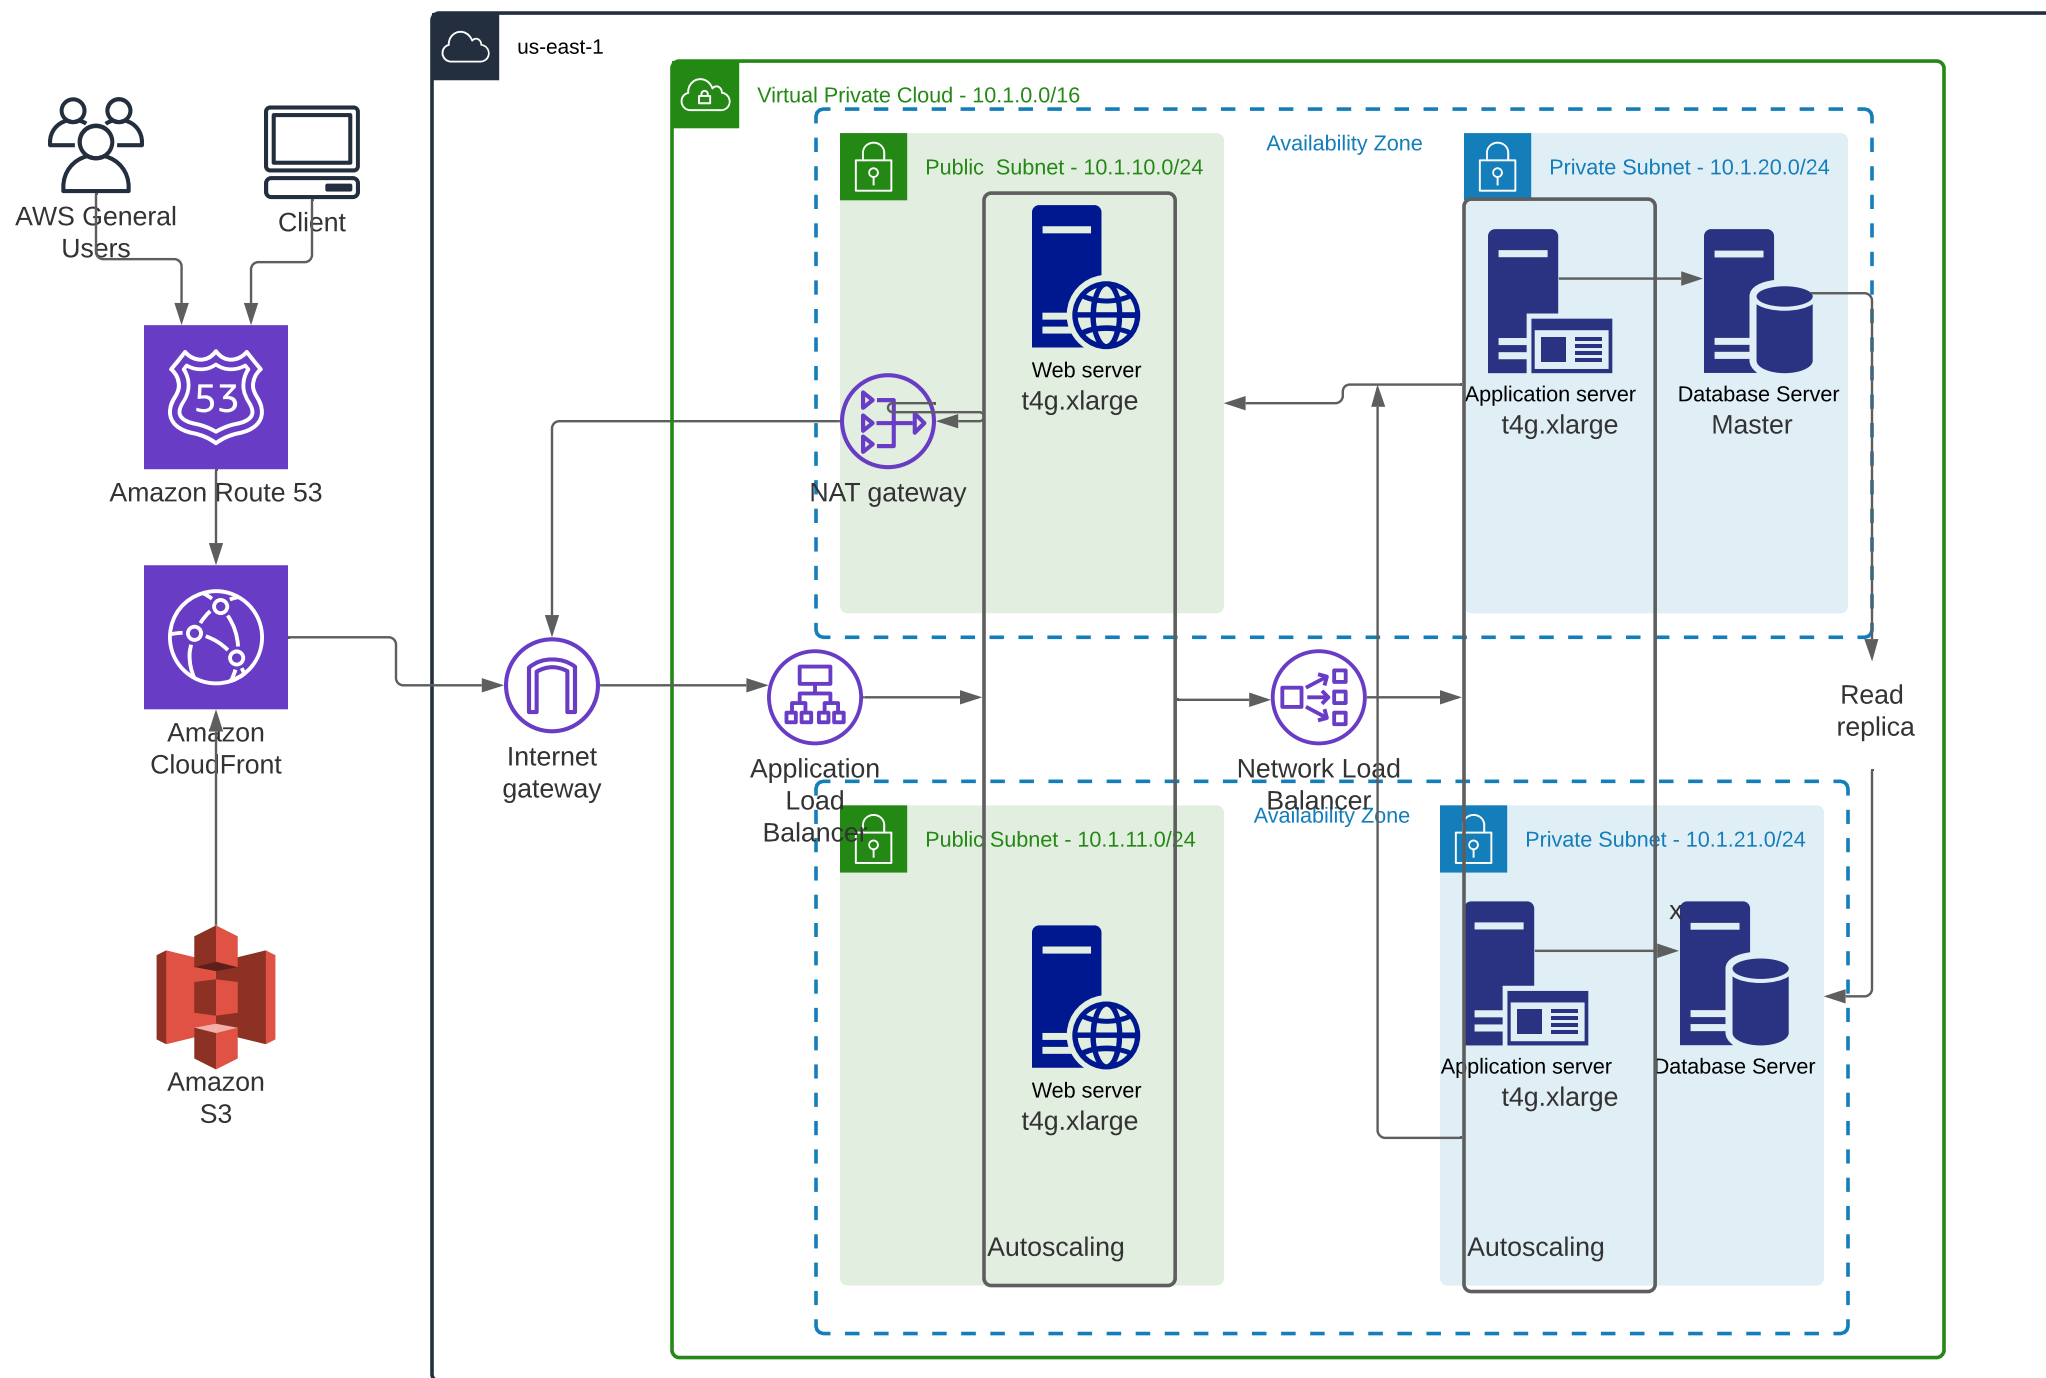 us-east-1
Virtual Private Cloud - 10.1.0.0/16
Availability Zone
Public  Subnet - 10.1.10.0/24
Private Subnet - 10.1.20.0/24
AWS General
Users
Client
53
Amazon Route 53
Web server
t4g.xlarge
Application server
t4g.xlarge
Database Server
Master
NAT gateway
Amazon
CloudFront
Internet
gateway
Application
Load
Balancer
Network Load
Balancer
Read
replica
Availability Zone
Public Subnet - 10.1.11.0/24
Private Subnet - 10.1.21.0/24
x
Amazon
S3
Web server
t4g.xlarge
Application server
t4g.xlarge
Database Server
Autoscaling
Autoscaling